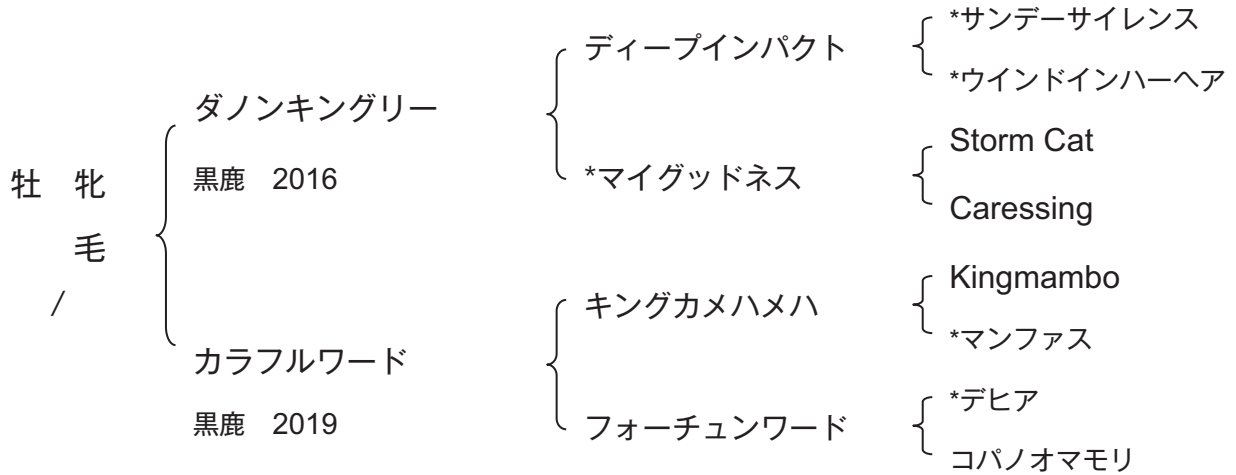 *サンデーサイレンス
ディープインパクト
*ウインドインハーヘア
ダノンキングリー
Storm Cat
黒鹿　2016
*マイグッドネス
牡　牝
Caressing
毛
/
Kingmambo
キングカメハメハ
*マンファス
カラフルワード
*デヒア
黒鹿　2019
フォーチュンワード
コパノオマモリ